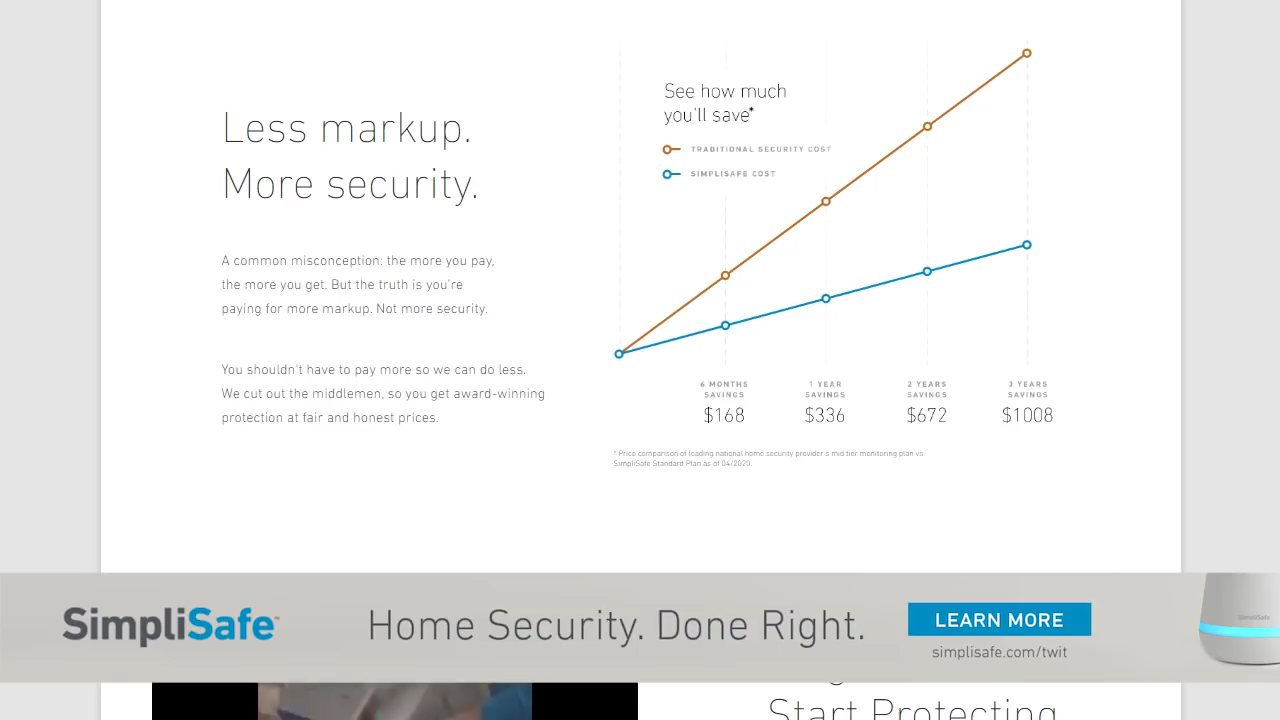 Less markup.
More security.
A common misconception: the more you pay,
the more you get. But the truth is you're
paying for more markup. Not more security.
You shouldn't have to pay more so we can do less.
We cut out the middlemen, so you get award-winning
protection at fair and honest prices.
See how much
you'll save*
TRADITIONAL SECURITY COST
SIMPLISAFE COST
6 MONTHS
SAVINGS
$168
1 YEAR
SAVINGS
$336
2 YEARS
SAVINGS
$672
3 YEARS
SAVINGS
$1008
* Price comparison of leading national home security provider's mid tier monitoring plan vs.
SimpliSafe Standard Plan as of 04/2020.
SimpliSafe™
Home Security. Done Right.
LEARN MORE
simplisafe.com/twit
SimpliSafe
Start Protecting